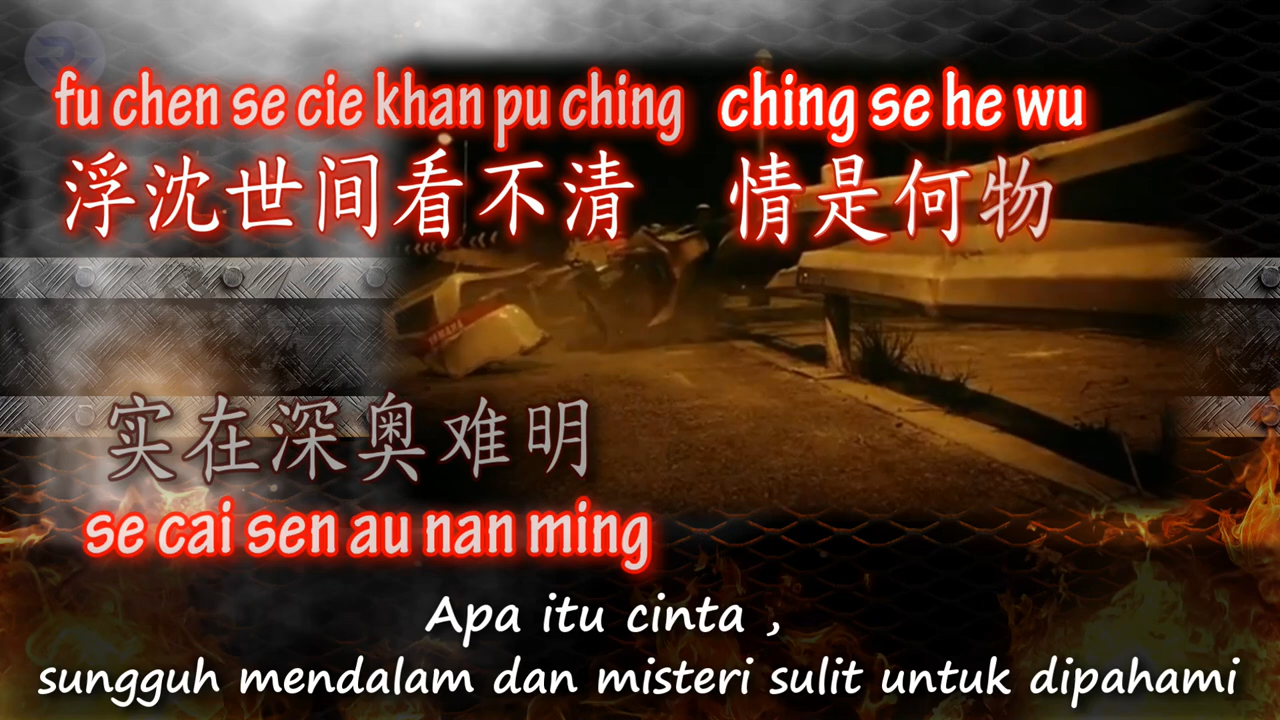 fu chen se cie khan pu ching ching se he wu
浮沈世间看不清 情是何物
YAMAHA
实在深奥难明
se cai sen au nan ming
Apa itu cinta ,
sungguh mendalam dan misteri sulit untuk dipahami